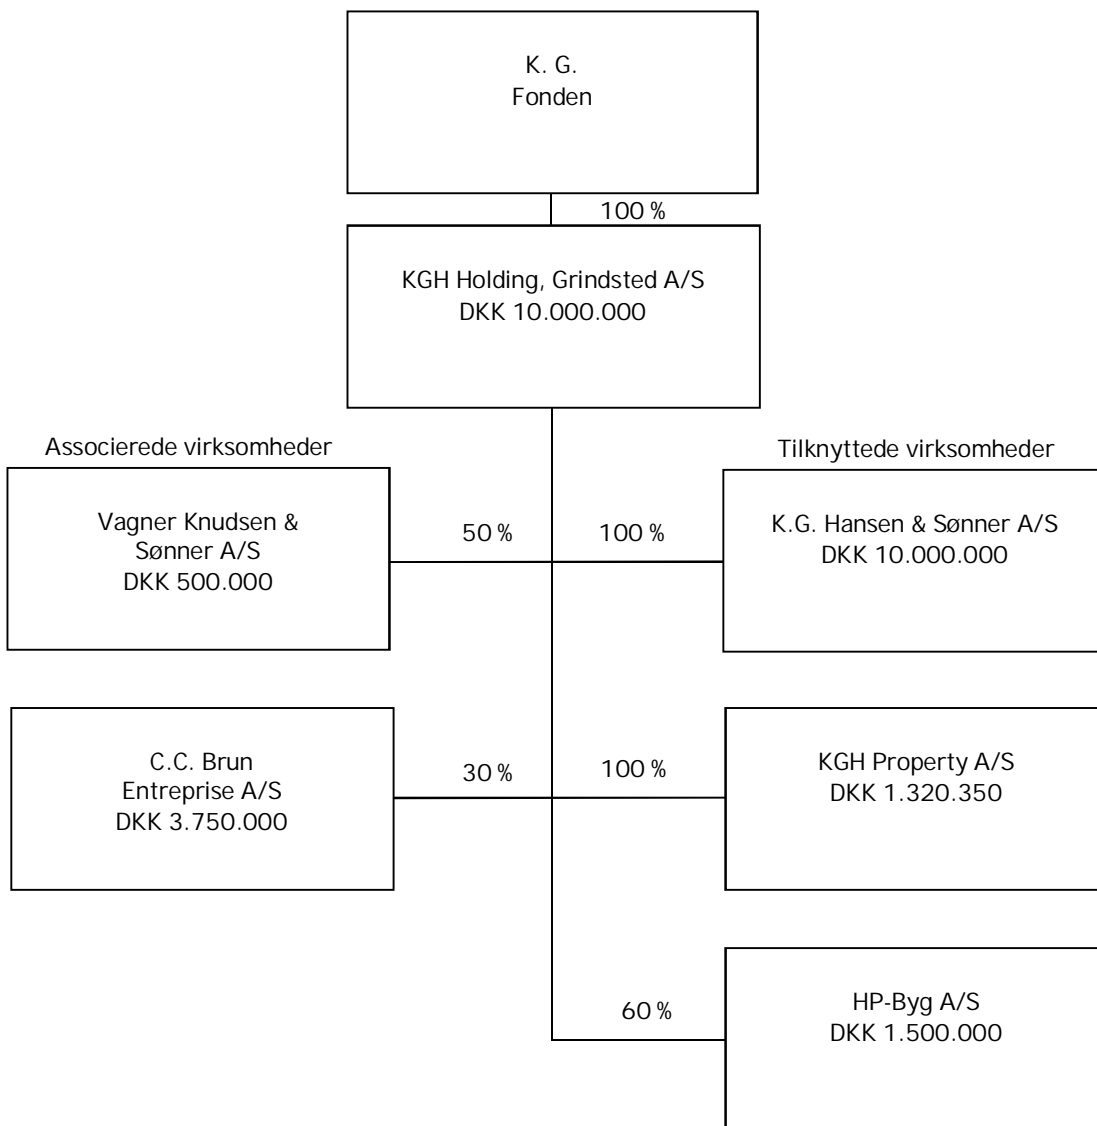 K. G.
Fonden
100 %
KGH Holding, Grindsted A/S
DKK 10.000.000
Associerede virksomheder
Tilknyttede virksomheder
Vagner Knudsen &
Sønner A/S
DKK 500.000
50 %
100 %
K.G. Hansen & Sønner A/S
DKK 10.000.000
C.C. Brun
Entreprise A/S
DKK 3.750.000
30 %
100 %
KGH Property A/S
DKK 1.320.350
60 %
HP-Byg A/S
DKK 1.500.000